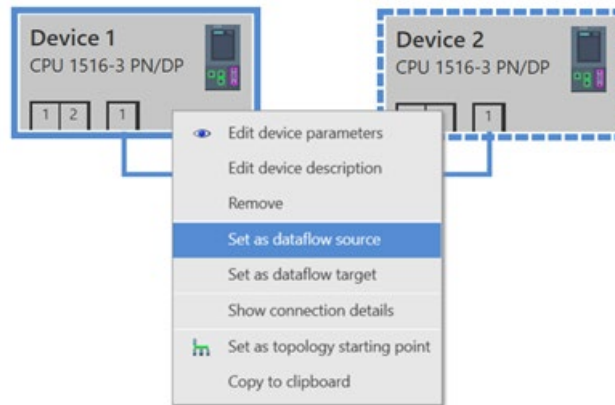 Device 1
CPU 1516-3 PN/DP
1 2 1
Device 2
CPU 1516-3 PN/DP
1
Edit device parameters
Edit device description
Remove
Set as dataflow source
Set as dataflow target
Show connection details
Set as topology starting point
Copy to clipboard